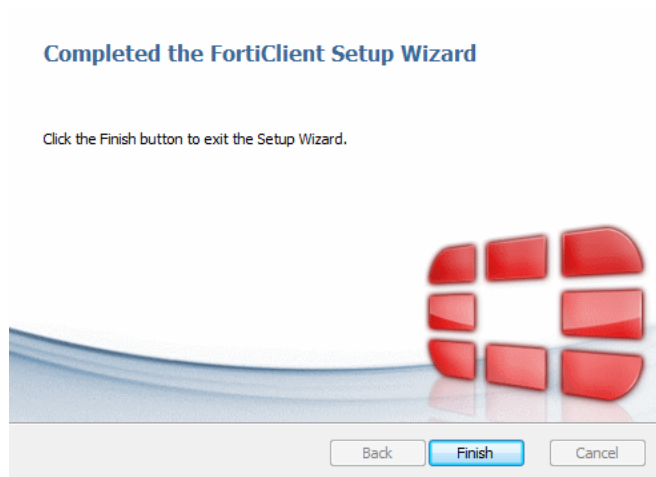 Completed the FortiClient Setup Wizard
Click the Finish button to exit the Setup Wizard.
Back Finish Cancel